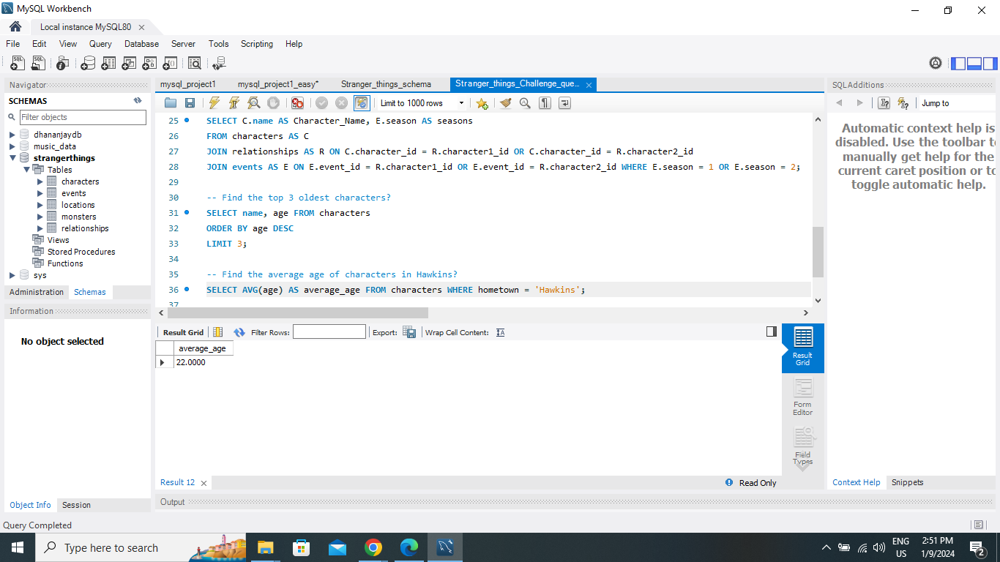 MySQL Workbench
Local instance MySQL80
File Edit View Query Database Server Tools Scripting Help
Navigator
SCHEMAS
Filter objects
dhananjaydb
music_data
strangerthings
Tables
characters
events
locations
monsters
relationships
Views
Stored Procedures
Functions
sys
Administration Schemas
Information
No object selected
Object Info Session
mysql_project1 mysql_project1_easy* Stranger_things_schema Stranger_things_Challenge_que...
Limit to 1000 rows
25 SELECT C.name AS Character_Name, E.season AS seasons
26 FROM characters AS C
27 JOIN relationships AS R ON C.character_id = R.character1_id OR C.character_id = R.character2_id
28 JOIN events AS E ON E.event_id = R.character1_id OR E.event_id = R.character2_id WHERE E.season = 1 OR E.season = 2;
29
30 -- Find the top 3 oldest characters?
31 SELECT name, age FROM characters
32 ORDER BY age DESC
33 LIMIT 3;
34
35 -- Find the average age of characters in Hawkins?
36 SELECT AVG(age) AS average_age FROM characters WHERE hometown = 'Hawkins';
37
Result Grid Filter Rows: Export: Wrap Cell Content:
average_age
22.0000
Result Grid
Form Editor
Field Types
Result 12
Read Only
Output
SQLAdditions
Jump to
Automatic context help is
disabled. Use the toolbar to
manually get help for the
current caret position or to
toggle automatic help.
Context Help Snippets
Query Completed
Type here to search
ENG
US
2:51 PM
1/9/2024
2